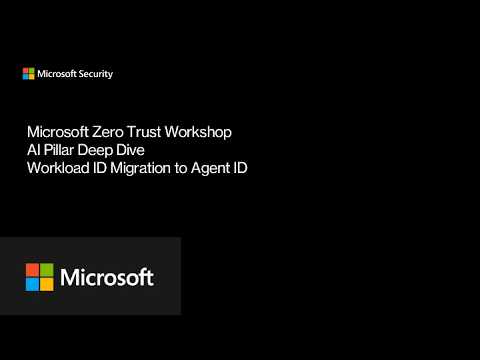 Microsoft Security
Microsoft Zero Trust Workshop
AI Pillar Deep Dive
Workload ID Migration to Agent ID
Microsoft